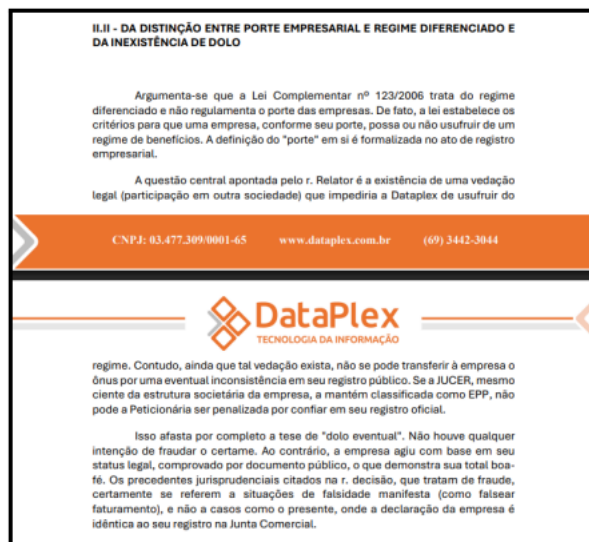 II.II - DA DISTINÇÃO ENTRE PORTE EMPRESARIAL E REGIME DIFERENCIADO E
DA INEXISTÊNCIA DE DOLO
Argumenta-se que a Lei Complementar nº 123/2006 trata do regime
diferenciado e não regulamenta o porte das empresas. De fato, a lei estabelece os
critérios para que uma empresa, conforme seu porte, possa ou não usufruir de um
regime de benefícios. A definição do "porte" em si é formalizada no ato de registro
empresarial.
A questão central apontada pelo r. Relator é a existência de uma vedação
legal (participação em outra sociedade) que impediria a Dataplex de usufruir do
CNPJ: 03.477.309/0001-65 www.dataplex.com.br (69) 3442-3044
DataPlex
TECNOLOGIA DA INFORMAÇÃO
regime. Contudo, ainda que tal vedação exista, não se pode transferir à empresa o
ônus por uma eventual inconsistência em seu registro público. Se a JUCER, mesmo
ciente da estrutura societária da empresa, a mantém classificada como EPP, não
pode a Peticionária ser penalizada por confiar em seu registro oficial.
Isso afasta por completo a tese de "dolo eventual". Não houve qualquer
intenção de fraudar o certame. Ao contrário, a empresa agiu com base em seu
status legal, comprovado por documento público, o que demonstra sua total boa-
fé. Os precedentes jurisprudenciais citados na r. decisão, que tratam de fraude,
certamente se referem a situações de falsidade manifesta (como falsear
faturamento), e não a casos como o presente, onde a declaração da empresa é
idêntica ao seu registro na Junta Comercial.